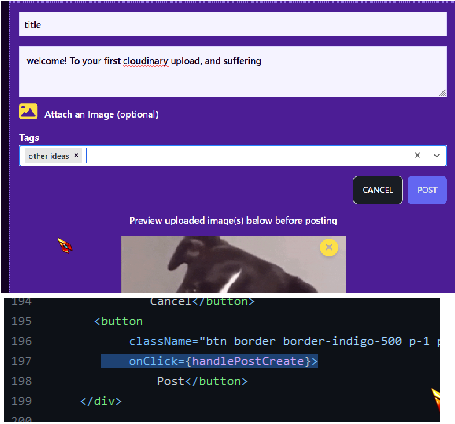 title
welcome! To your first cloudinary upload, and suffering
Attach an Image (optional)
Tags
other ideas ×
CANCEL POST
Preview uploaded image(s) below before posting
194 Cancel</button>
195 <button
196 className="btn border border-indigo-500 p-1
197 onClick={handlePostCreate}>
198 Post</button>
199 </div>
200